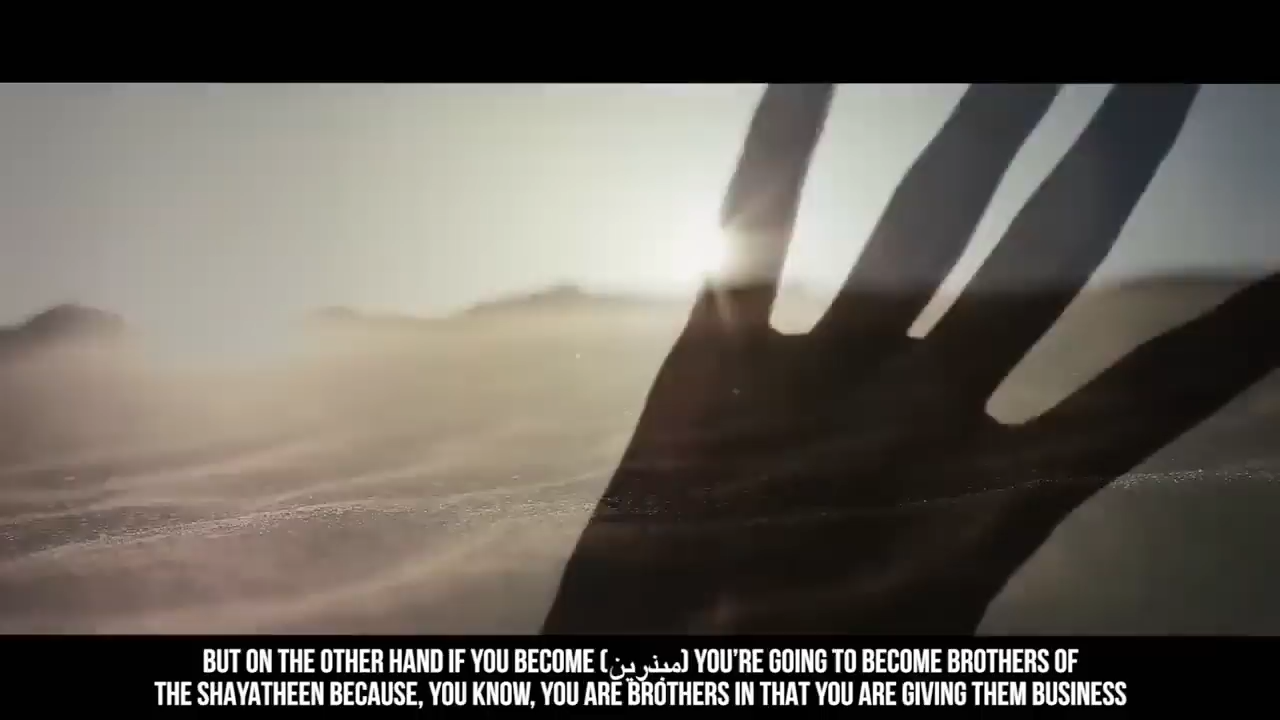 BUT ON THE OTHER HAND IF YOU BECOME (مبذرين) YOU'RE GOING TO BECOME BROTHERS OF
THE SHAYATHEEN BECAUSE, YOU KNOW, YOU ARE BROTHERS IN THAT YOU ARE GIVING THEM BUSINESS